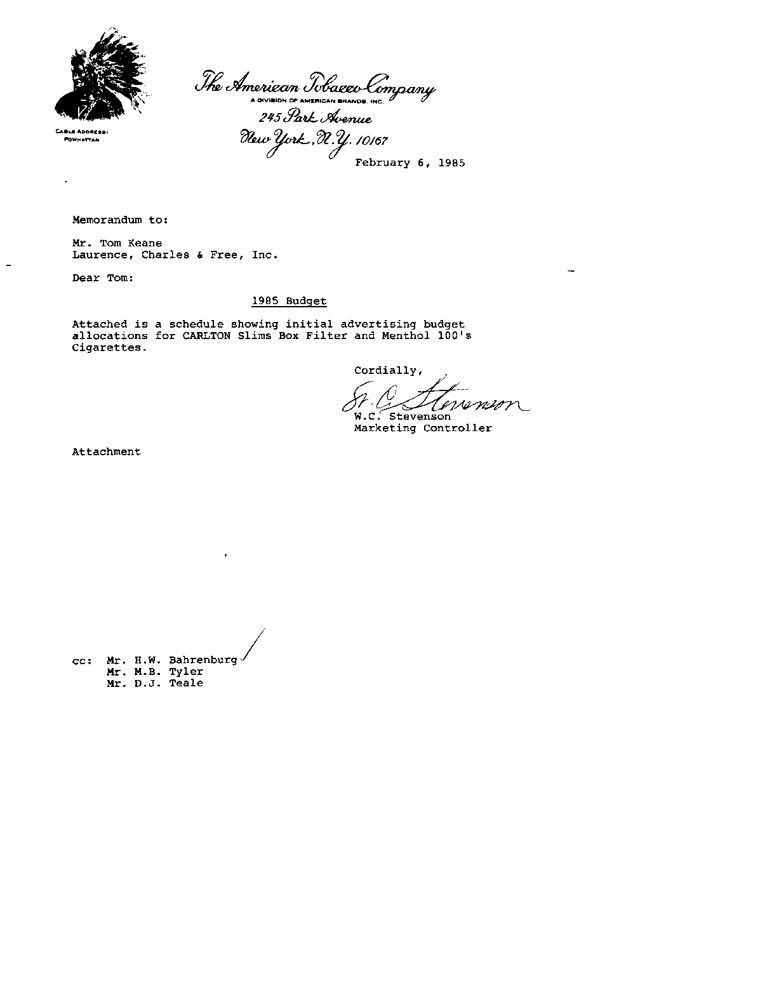 The American Tobacco Company
A DIVISION OF AMERICAN BRANDS, INC.
245 Park Avenue
New York, N.Y. 10167
CABLE ADDRESS:
POWHATTAN
February 6, 1985
Memorandum to:
Mr. Tom Keane
Laurence, Charles & Free, Inc.
Dear Tom:
1985 Budget
Attached is a schedule showing initial advertising budget
allocations for CARLTON Slims Box Filter and Menthol 100's
Cigarettes.
Cordially,
W.C. Stevenson
W.C. Stevenson
Marketing Controller
Attachment
cc: Mr. H.W. Bahrenburg
Mr. M.B. Tyler
Mr. D.J. Teale